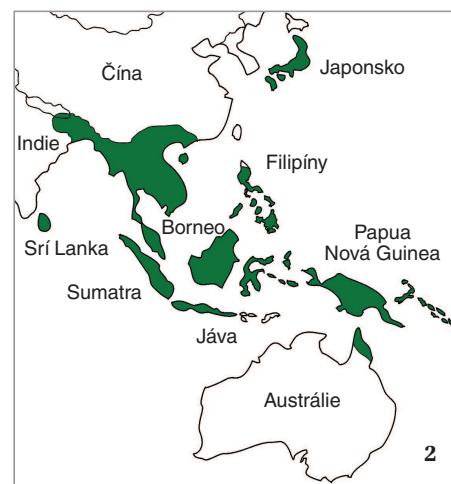 Čína
Japonsko
Indie
Filipíny
Srí Lanka
Borneo
Papua
Nová Guinea
Sumatra
Jáva
Austrálie
2